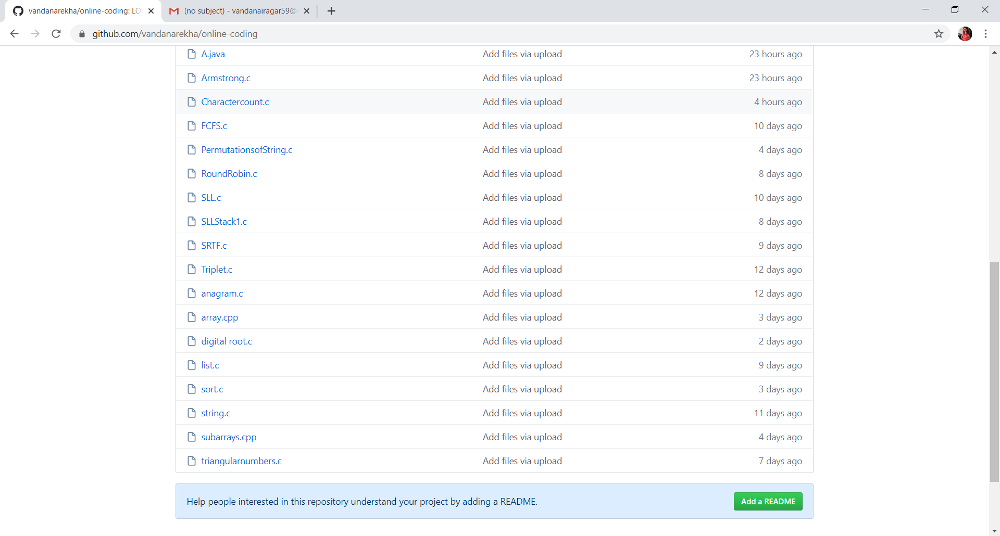 vandanarekha/online-coding: LO
(no subject) - vandanairagar59@
github.com/vandanarekha/online-coding
A.java Add files via upload 23 hours ago
Armstrong.c Add files via upload 23 hours ago
Charactercount.c Add files via upload 4 hours ago
FCFS.c Add files via upload 10 days ago
PermutationsofString.c Add files via upload 4 days ago
RoundRobin.c Add files via upload 8 days ago
SLL.c Add files via upload 10 days ago
SLLStack1.c Add files via upload 8 days ago
SRTF.c Add files via upload 9 days ago
Triplet.c Add files via upload 12 days ago
anagram.c Add files via upload 12 days ago
array.cpp Add files via upload 3 days ago
digital root.c Add files via upload 2 days ago
list.c Add files via upload 9 days ago
sort.c Add files via upload 3 days ago
string.c Add files via upload 11 days ago
subarrays.cpp Add files via upload 4 days ago
triangularnumbers.c Add files via upload 7 days ago
Help people interested in this repository understand your project by adding a README. Add a README